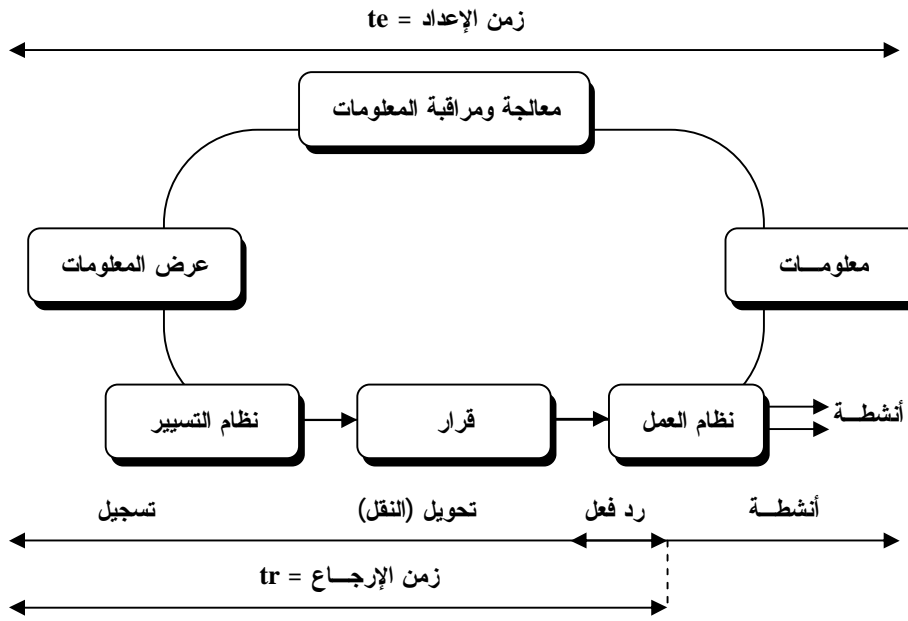 زمن الإعداد = te
معالجة ومراقبة المعلومات
معلومـــات
عرض المعلومات
أنشطـــة
نظام العمل
قرار
نظام التسيير
أنشطـــة
رد فعل
تحويل (النقل)
تسجيل
زمن الإرجـــاع = tr